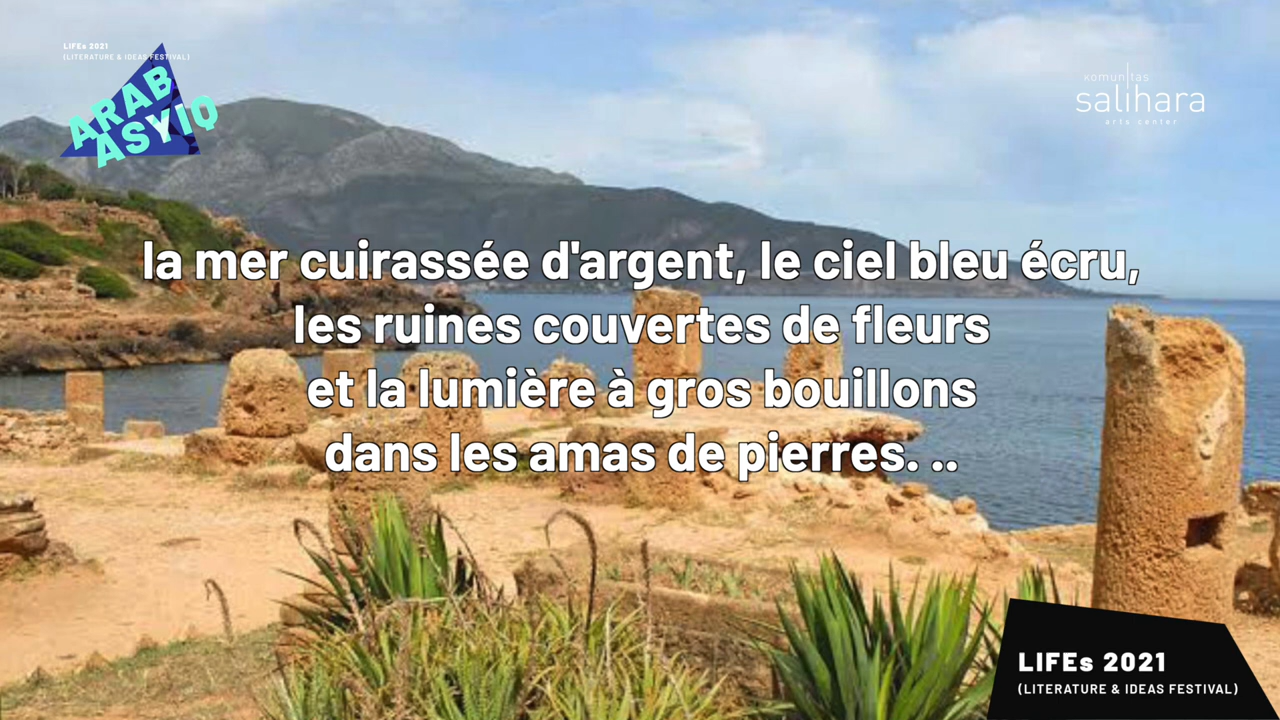 LIFEs 2021
(LITERATURE & IDEAS FESTIVAL)
ARAB
ASYIQ
komunitas
salihara
arts center
la mer cuirassée d'argent, le ciel bleu écru,
les ruines couvertes de fleurs
et la lumière à gros bouillons
dans les amas de pierres. ..
LIFEs 2021
(LITERATURE & IDEAS FESTIVAL)